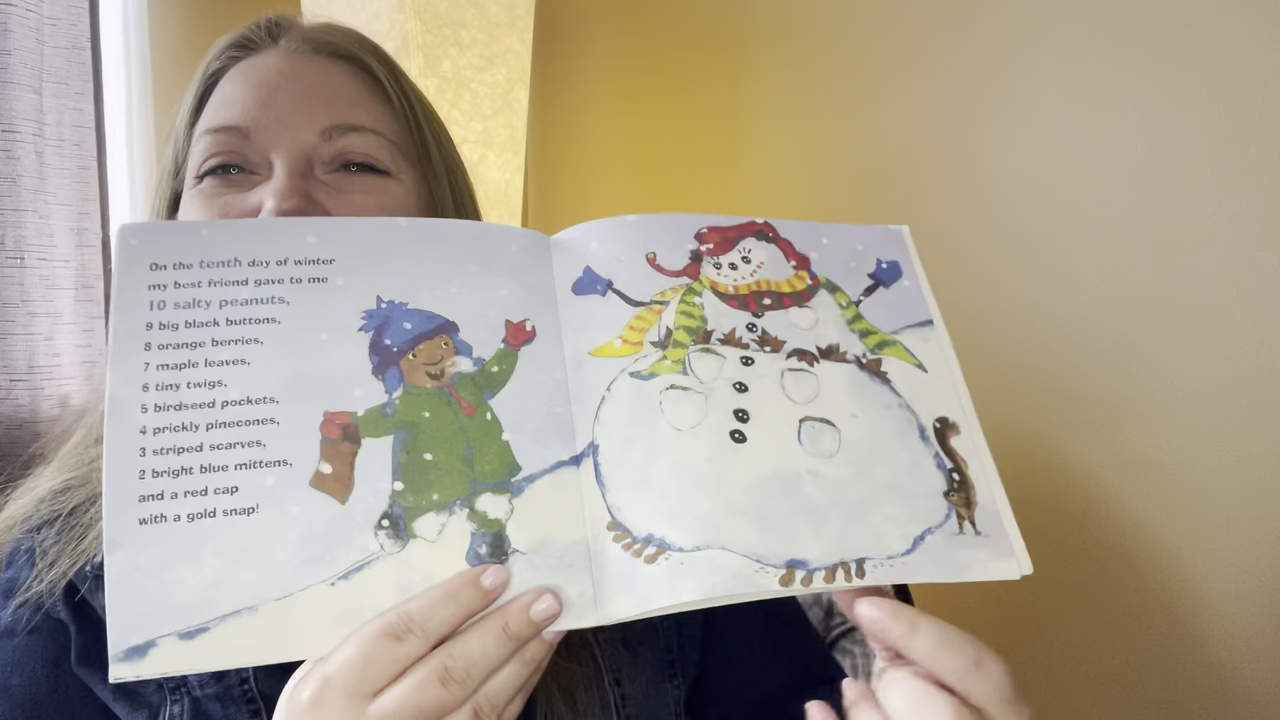 On the tenth day of winter
my best friend gave to me
10 salty peanuts,
9 big black buttons,
8 orange berries,
7 maple leaves,
6 tiny twigs,
5 birdseed pockets,
4 prickly pinecones,
3 striped scarves,
2 bright blue mittens,
and a red cap
with a gold snap!